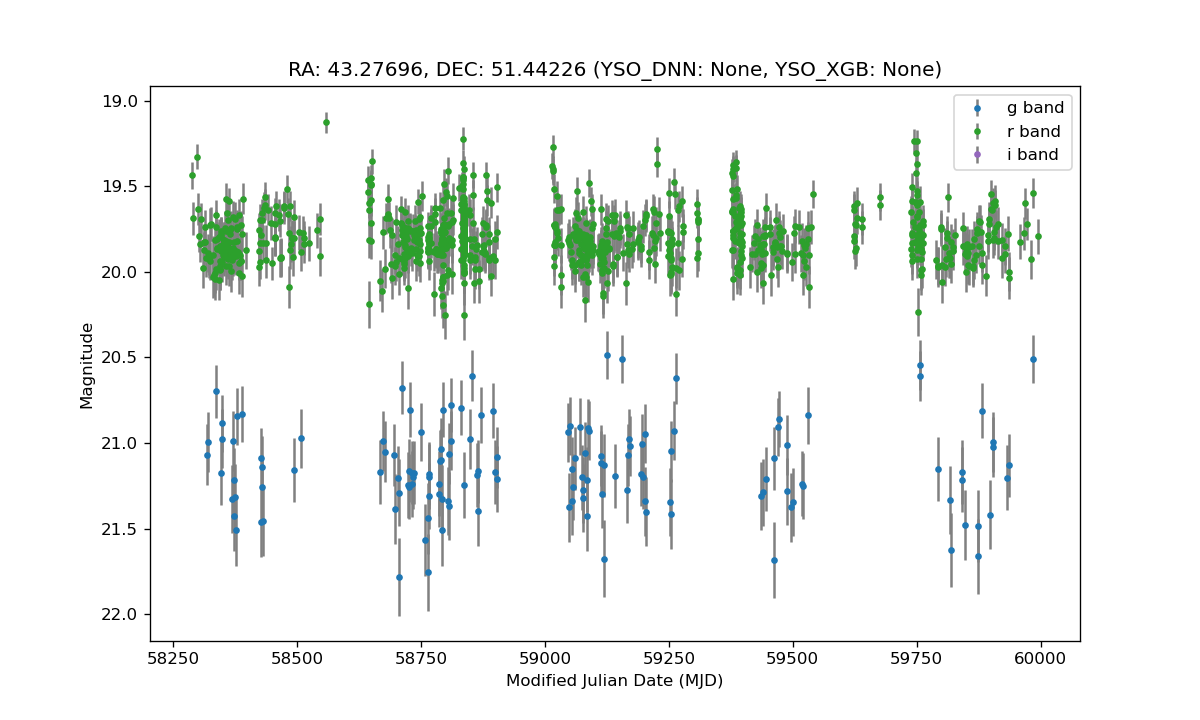 RA: 43.27696, DEC: 51.44226 (YSO_DNN: None, YSO_XGB: None)
g band
r band
i band
19.0
19.5
20.0
20.5
21.0
21.5
22.0
Magnitude
58250 58500 58750 59000 59250 59500 59750 60000
Modified Julian Date (MJD)